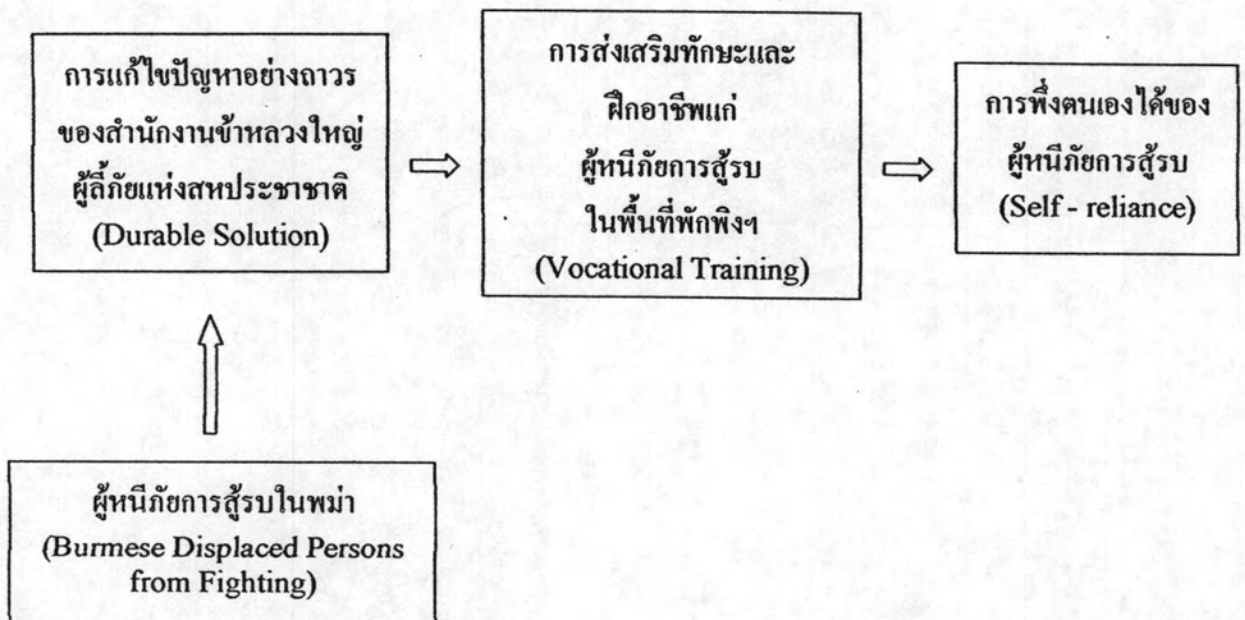 การแก้ไขปัญหาอย่างถาวร
ของสำนักงานข้าหลวงใหญ่
ผู้ลี้ภัยแห่งสหประชาชาติ
(Durable Solution)
การส่งเสริมทักษะและ
ฝึกอาชีพแก่
ผู้หนีภัยการสู้รบ
ในพื้นที่พักพิงฯ
(Vocational Training)
การพึ่งตนเองได้ของ
ผู้หนีภัยการสู้รบ
(Self - reliance)
ผู้หนีภัยการสู้รบในพม่า
(Burmese Displaced Persons
from Fighting)